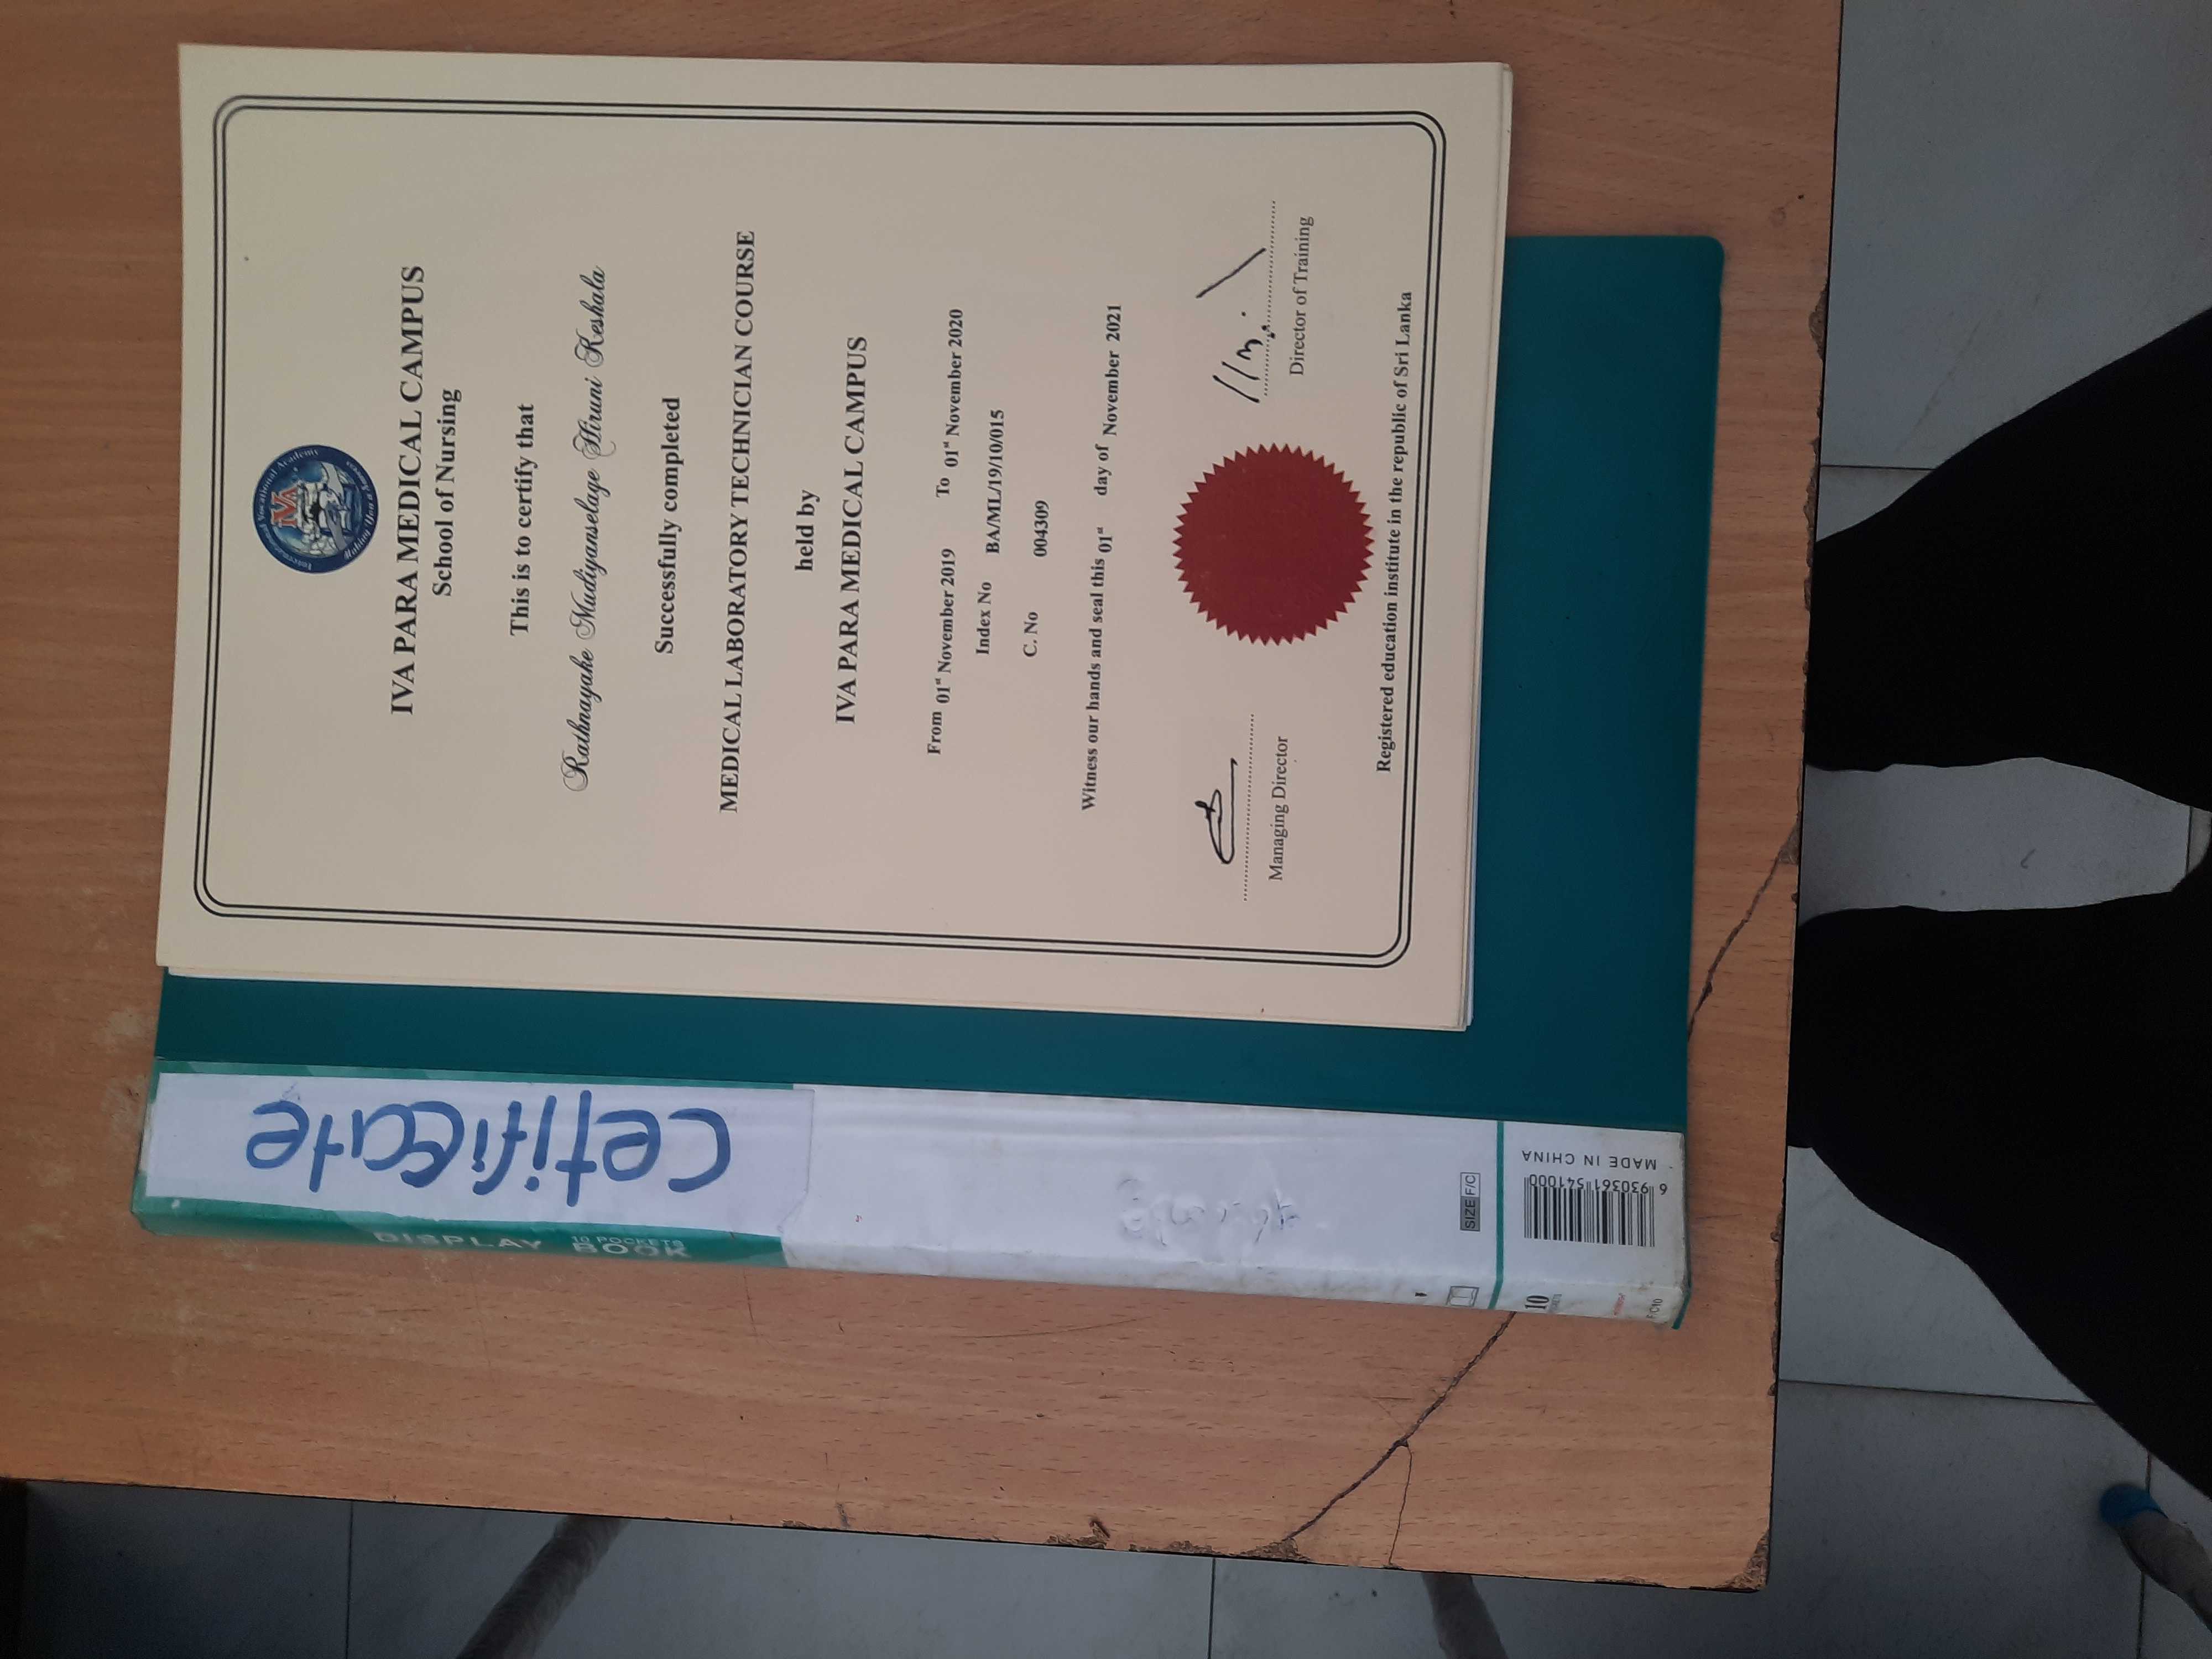 International Vocational Academy
IVA
Making You a
IVA PARA MEDICAL CAMPUS
School of Nursing
This is to certify that
Rathnayake Mudiyanselage Hiruni Keshala
Successfully completed
MEDICAL LABORATORY TECHNICIAN COURSE
held by
IVA PARA MEDICAL CAMPUS
From 01st November 2019 To 01st November 2020
Index No BA/ML/19/10/015
C. No 004309
Witness our hands and seal this 01st day of November 2021
Managing Director
Director of Training
Registered education institute in the republic of Sri Lanka
Cetificate
DISPLAY BOOK
10 POCKETS
SIZE F/C
MADE IN CHINA
6 930361 541000
10